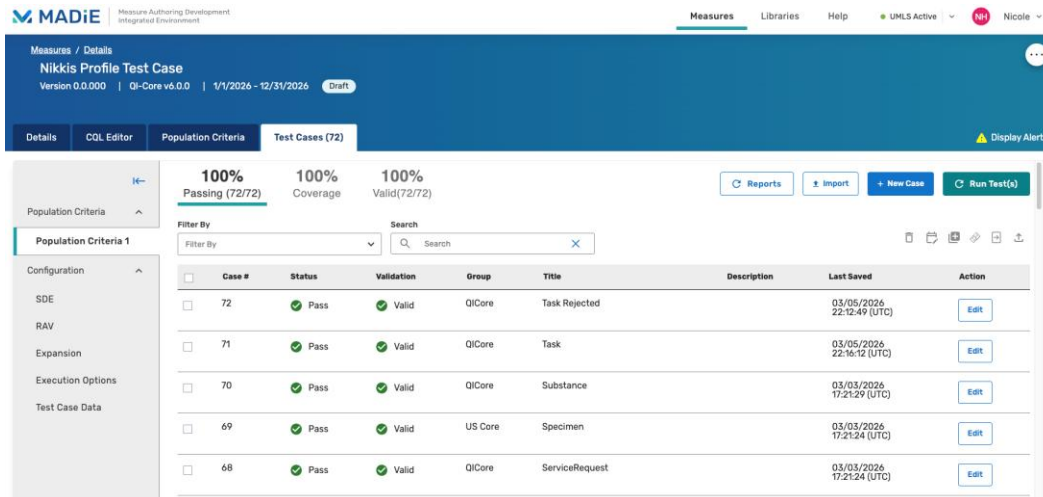 MADiE Measure Authoring Development
Integrated Environment
Measures Libraries Help UMLS Active NH Nicole
Measures / Details
Nikkis Profile Test Case
Version 0.0.000 | QI-Core v6.0.0 | 1/1/2026 - 12/31/2026 Draft
Details CQL Editor Population Criteria Test Cases (72) Display Alert
100% 100% 100%
Passing (72/72) Coverage Valid(72/72)
Reports Import + New Case Run Test(s)
Population Criteria
Population Criteria 1
Configuration
SDE
RAV
Expansion
Execution Options
Test Case Data
Filter By Search
Filter By Search
Case # Status Validation Group Title Description Last Saved Action
72 Pass Valid QICore Task Rejected 03/05/2026
22:12:49 (UTC) Edit
71 Pass Valid QICore Task 03/05/2026
22:16:12 (UTC) Edit
70 Pass Valid QICore Substance 03/03/2026
17:21:29 (UTC) Edit
69 Pass Valid US Core Specimen 03/03/2026
17:21:24 (UTC) Edit
68 Pass Valid QICore ServiceRequest 03/03/2026
17:21:24 (UTC) Edit